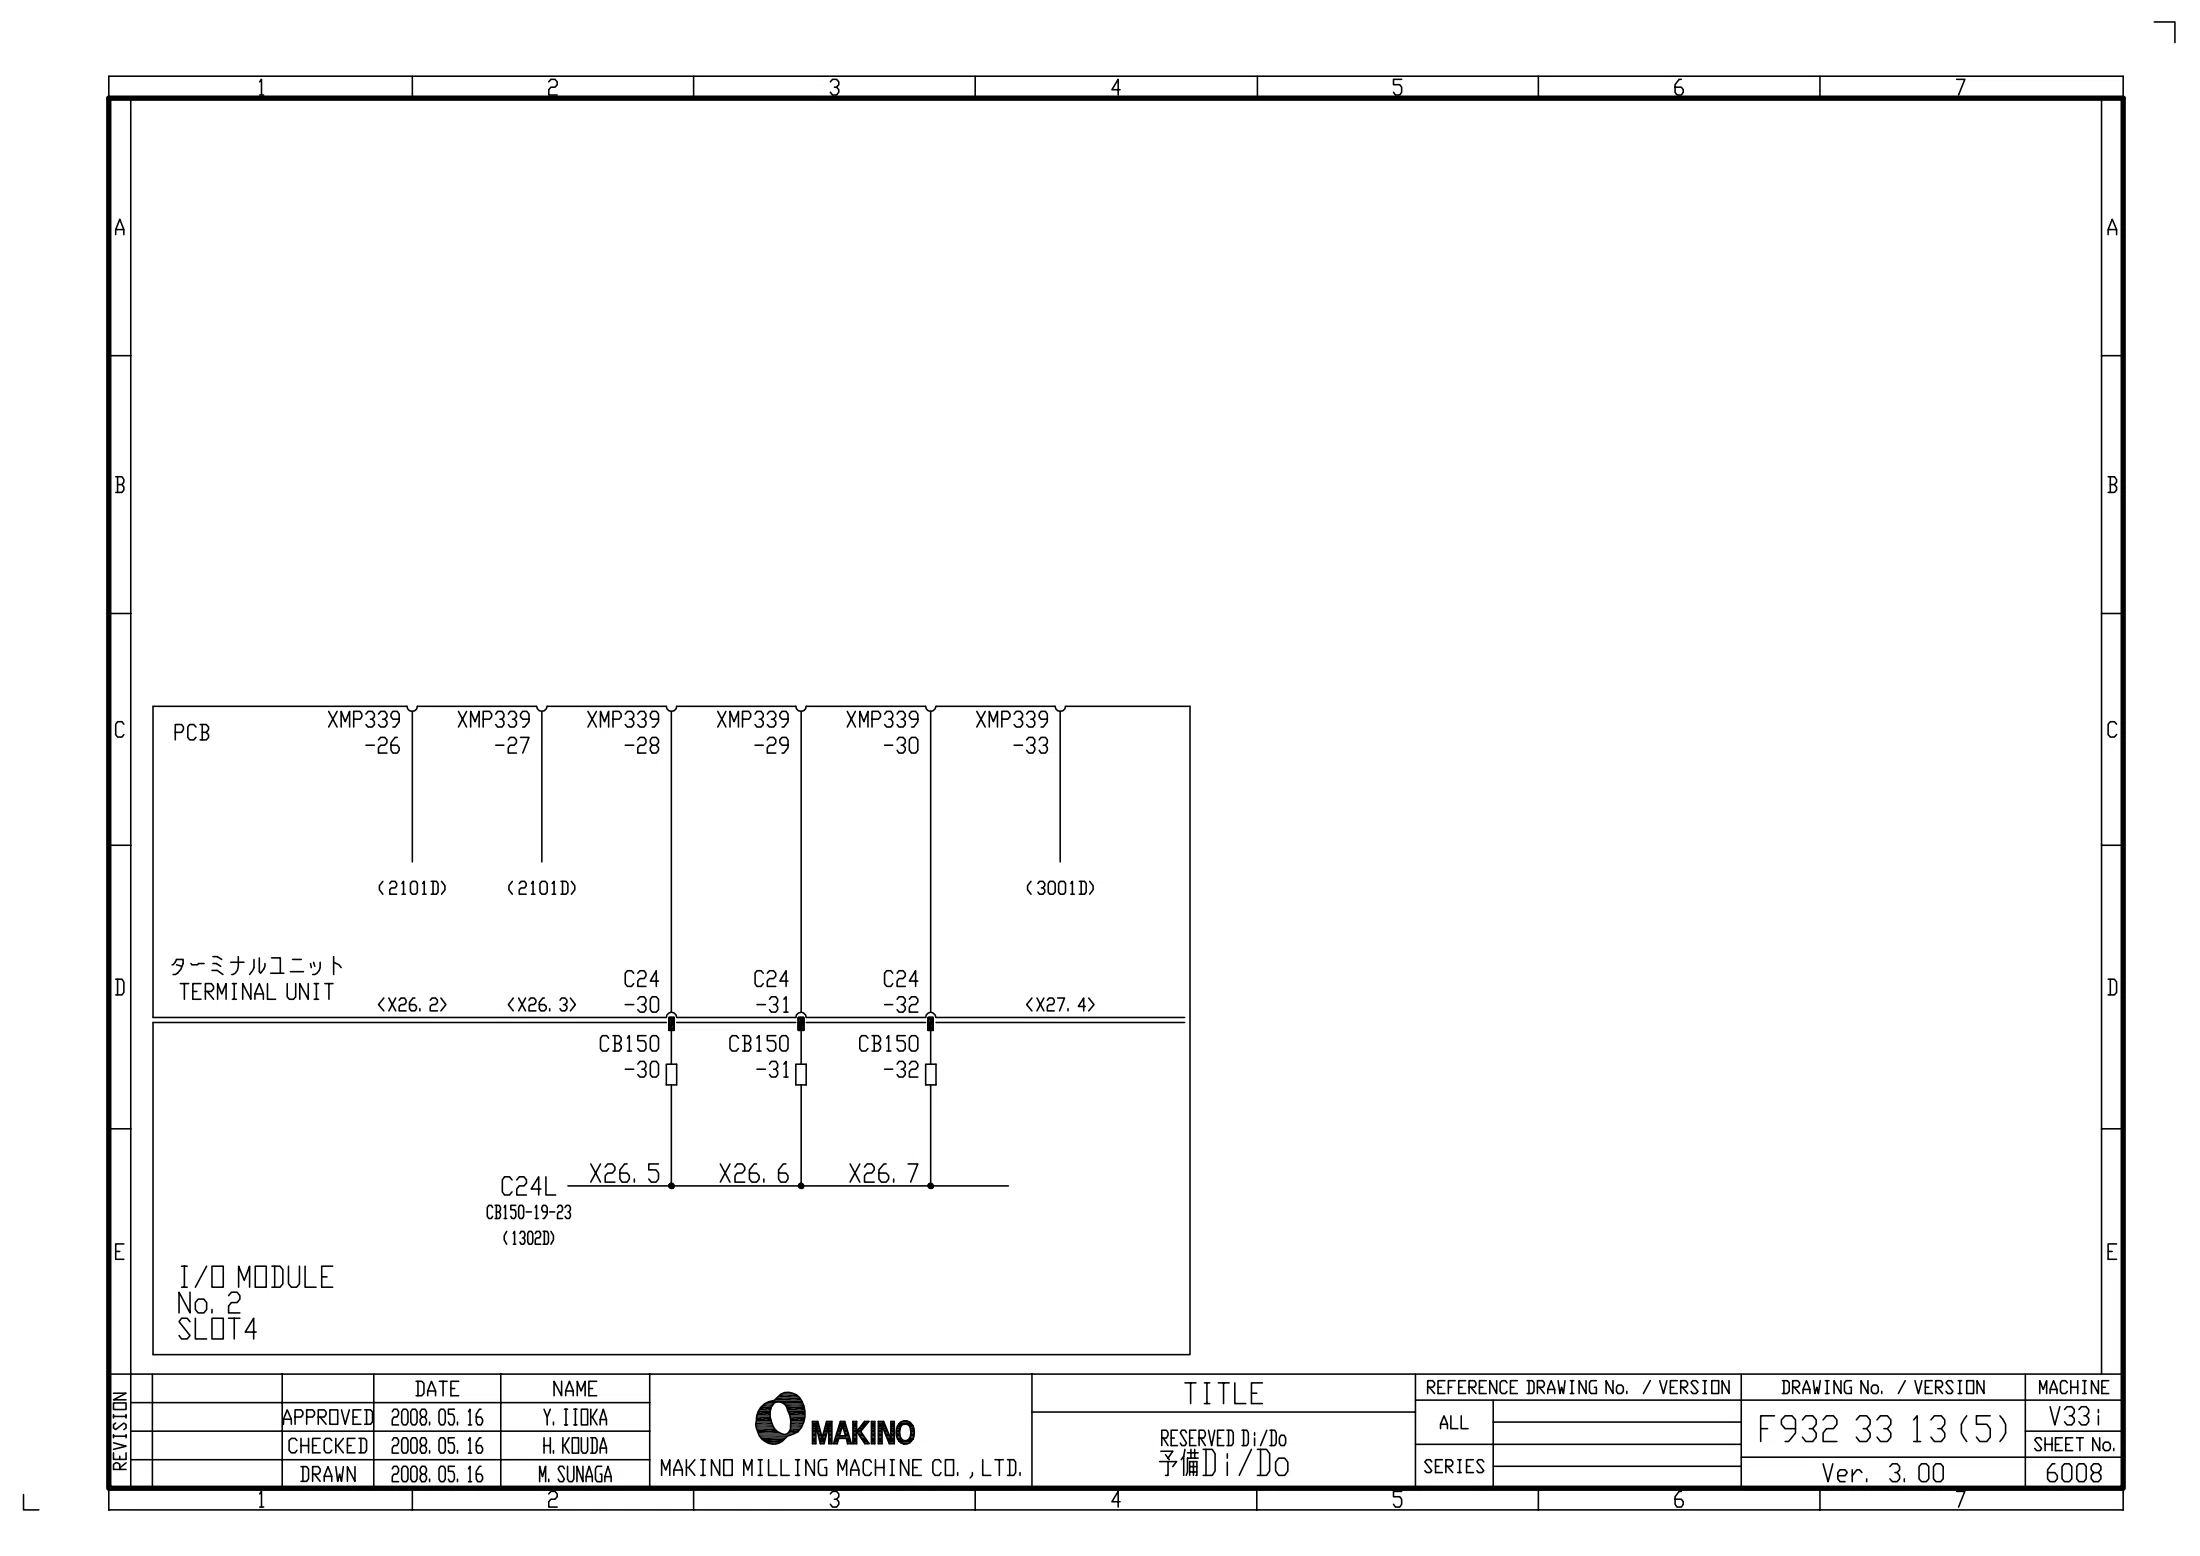 1 2 3 4 5 6 7
A A
B B
C C
D D
E E
PCB
XMP339 XMP339 XMP339 XMP339 XMP339 XMP339
-26 -27 -28 -29 -30 -33
(2101D) (2101D) (3001D)
ターミナルユニット
TERMINAL UNIT
C24 C24 C24
<X26.2> <X26.3> -30 -31 -32 <X27.4>
CB150 CB150 CB150
-30 -31 -32
X26.5 X26.6 X26.7
C24L
CB150-19-23
(1302D)
I/O MODULE
No.2
SLOT4
REVISION
DATE NAME
APPROVED 2008.05.16 Y. IIOKA
CHECKED 2008.05.16 H. KOUDA
DRAWN 2008.05.16 M. SUNAGA
MAKINO
MAKINO MILLING MACHINE CO.,LTD.
TITLE
RESERVED Di/Do
予備Di/Do
REFERENCE DRAWING No. / VERSION
ALL
SERIES
DRAWING No. / VERSION
F932 33 13(5)
Ver. 3.00
MACHINE
V33i
SHEET No.
6008
1 2 3 4 5 6 7